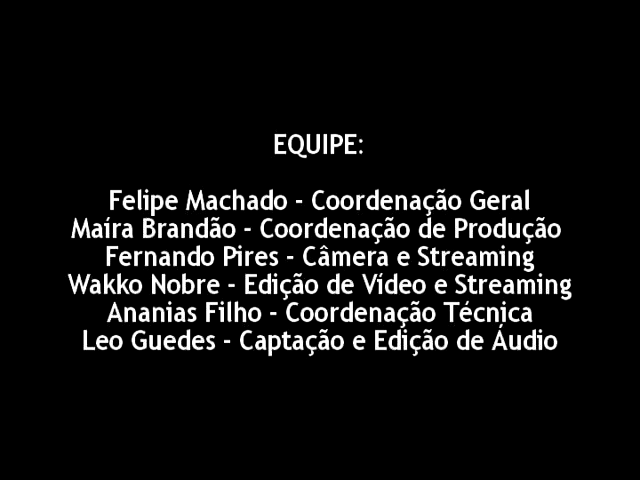 EQUIPE:
Felipe Machado - Coordenação Geral
Maíra Brandão - Coordenação de Produção
Fernando Pires - Câmera e Streaming
Wakko Nobre - Edição de Vídeo e Streaming
Ananias Filho - Coordenação Técnica
Leo Guedes - Captação e Edição de Áudio